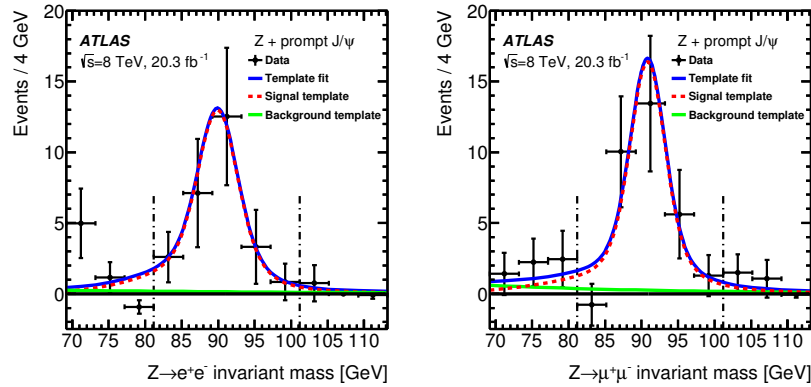 Events / 4 GeV
20
15
10
5
0
ATLAS
√s=8 TeV, 20.3 fb⁻¹
Z + prompt J/ψ
Data
Template fit
Signal template
Background template
70 75 80 85 90 95 100 105 110
Z→e⁺e⁻ invariant mass [GeV]
Events / 4 GeV
20
15
10
5
0
ATLAS
√s=8 TeV, 20.3 fb⁻¹
Z + prompt J/ψ
Data
Template fit
Signal template
Background template
70 75 80 85 90 95 100 105 110
Z→μ⁺μ⁻ invariant mass [GeV]